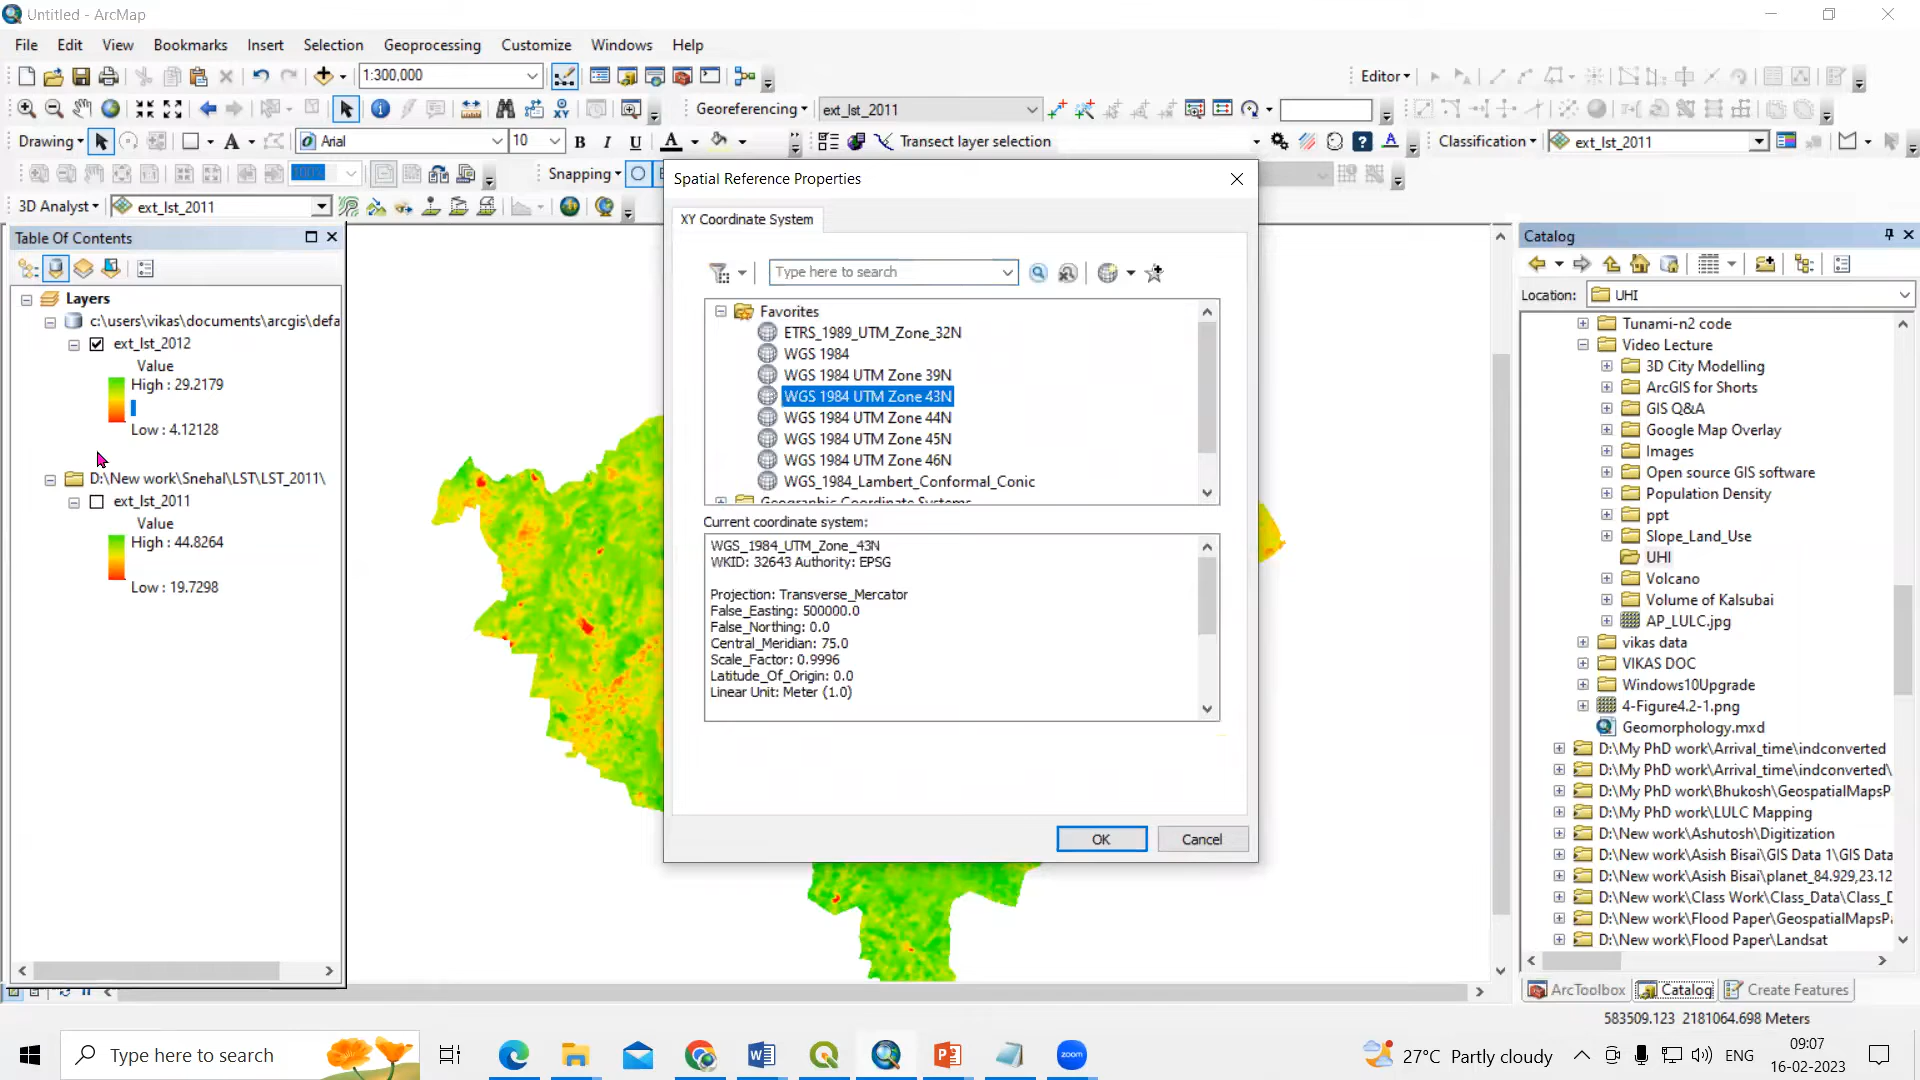 Untitled - ArcMap
File Edit View Bookmarks Insert Selection Geoprocessing Customize Windows Help
1:300,000
Editor
Georeferencing ext_lst_2011
Drawing A Arial 10 B I U A Transect layer selection Classification ext_lst_2011
100%
Snapping
3D Analyst ext_lst_2011
Table Of Contents
Layers
c:\users\vikas\documents\arcgis\defa
ext_lst_2012
Value
High : 29.2179
Low : 4.12128
D:\New work\Snehal\LST\LST_2011\
ext_lst_2011
Value
High : 44.8264
Low : 19.7298
Spatial Reference Properties
XY Coordinate System
Type here to search
Favorites
ETRS_1989_UTM_Zone_32N
WGS 1984
WGS 1984 UTM Zone 39N
WGS 1984 UTM Zone 43N
WGS 1984 UTM Zone 44N
WGS 1984 UTM Zone 45N
WGS 1984 UTM Zone 46N
WGS_1984_Lambert_Conformal_Conic
Geographic Coordinate Systems
Current coordinate system:
WGS_1984_UTM_Zone_43N
WKID: 32643 Authority: EPSG
Projection: Transverse_Mercator
False_Easting: 500000.0
False_Northing: 0.0
Central_Meridian: 75.0
Scale_Factor: 0.9996
Latitude_Of_Origin: 0.0
Linear Unit: Meter (1.0)
OK Cancel
Catalog
Location: UHI
Tunami-n2 code
Video Lecture
3D City Modelling
ArcGIS for Shorts
GIS Q&A
Google Map Overlay
Images
Open source GIS software
Population Density
ppt
Slope_Land_Use
UHI
Volcano
Volume of Kalsubai
AP_LULC.jpg
vikas data
VIKAS DOC
Windows10Upgrade
4-Figure4.2-1.png
Geomorphology.mxd
D:\My PhD work\Arrival_time\indconverted
D:\My PhD work\Arrival_time\indconverted\
D:\My PhD work\Bhukosh\GeospatialMapsP
D:\My PhD work\LULC Mapping
D:\New work\Ashutosh\Digitization
D:\New work\Asish Bisai\GIS Data 1\GIS Data
D:\New work\Asish Bisai\planet_84.929,23.12
D:\New work\Class Work\Class_Data\Class_D
D:\New work\Flood Paper\GeospatialMapsPa
D:\New work\Flood Paper\Landsat
ArcToolbox Catalog Create Features
583509.123 2181064.698 Meters
Type here to search
zoom
27°C Partly cloudy
ENG
09:07
16-02-2023